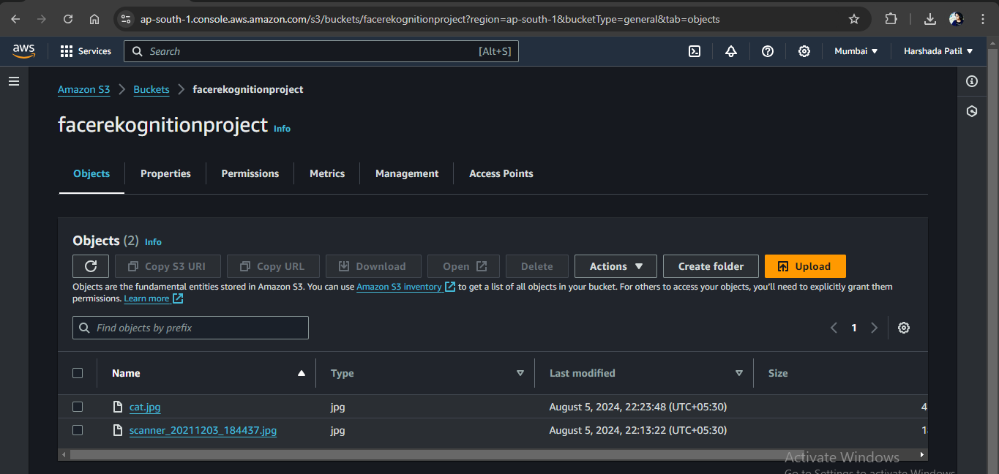 ap-south-1.console.aws.amazon.com/s3/buckets/facerekognitionproject?region=ap-south-1&bucketType=general&tab=objects
aws Services Search [Alt+S] Mumbai Harshada Patil
Amazon S3 Buckets facerekognitionproject
facerekognitionproject Info
Objects Properties Permissions Metrics Management Access Points
Objects (2) Info
Copy S3 URI Copy URL Download Open Delete Actions Create folder Upload
Objects are the fundamental entities stored in Amazon S3. You can use Amazon S3 inventory to get a list of all objects in your bucket. For others to access your objects, you'll need to explicitly grant them
permissions. Learn more
Find objects by prefix 1
Name Type Last modified Size
cat.jpg jpg August 5, 2024, 22:23:48 (UTC+05:30) 4
scanner_20211203_184437.jpg jpg August 5, 2024, 22:13:22 (UTC+05:30) 1
Activate Windows
Go to Settings to activate Windows